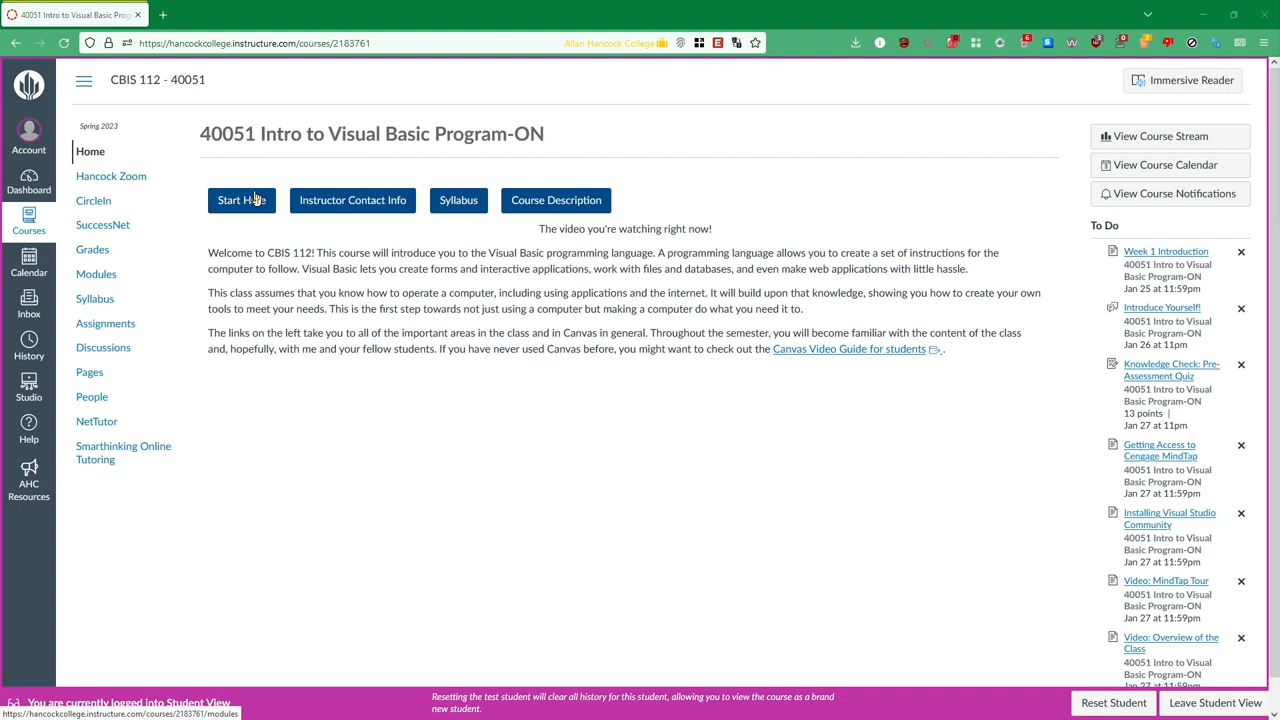 40051 Intro to Visual Basic Prog
https://hancockcollege.instructure.com/courses/2183761
Allan Hancock College
CBIS 112 - 40051
Immersive Reader
Account
Dashboard
Courses
Calendar
Inbox
History
Studio
Help
AHC
Resources
Spring 2023
Home
Hancock Zoom
CircleIn
SuccessNet
Grades
Modules
Syllabus
Assignments
Discussions
Pages
People
NetTutor
Smarthinking Online
Tutoring
40051 Intro to Visual Basic Program-ON
Start Instructor Contact Info Syllabus Course Description
The video you're watching right now!
Welcome to CBIS 112! This course will introduce you to the Visual Basic programming language. A programming language allows you to create a set of instructions for the
computer to follow. Visual Basic lets you create forms and interactive applications, work with files and databases, and even make web applications with little hassle.
This class assumes that you know how to operate a computer, including using applications and the internet. It will build upon that knowledge, showing you how to create your own
tools to meet your needs. This is the first step towards not just using a computer but making a computer do what you need it to.
The links on the left take you to all of the important areas in the class and in Canvas in general. Throughout the semester, you will become familiar with the content of the class
and, hopefully, with me and your fellow students. If you have never used Canvas before, you might want to check out the Canvas Video Guide for students .
View Course Stream
View Course Calendar
View Course Notifications
To Do
Week 1 Introduction
40051 Intro to Visual
Basic Program-ON
Jan 25 at 11:59pm
Introduce Yourself!
40051 Intro to Visual
Basic Program-ON
Jan 26 at 11pm
Knowledge Check: Pre-
Assessment Quiz
40051 Intro to Visual
Basic Program-ON
13 points |
Jan 27 at 11pm
Getting Access to
Cengage MindTap
40051 Intro to Visual
Basic Program-ON
Jan 27 at 11:59pm
Installing Visual Studio
Community
40051 Intro to Visual
Basic Program-ON
Jan 27 at 11:59pm
Video: MindTap Tour
40051 Intro to Visual
Basic Program-ON
Jan 27 at 11:59pm
Video: Overview of the
Class
40051 Intro to Visual
Basic Program-ON
Jan 27 at 11:59pm
You are currently logged into Student View
https://hancockcollege.instructure.com/courses/2183761/modules
Resetting the test student will clear all history for this student, allowing you to view the course as a brand
new student.
Reset Student
Leave Student View